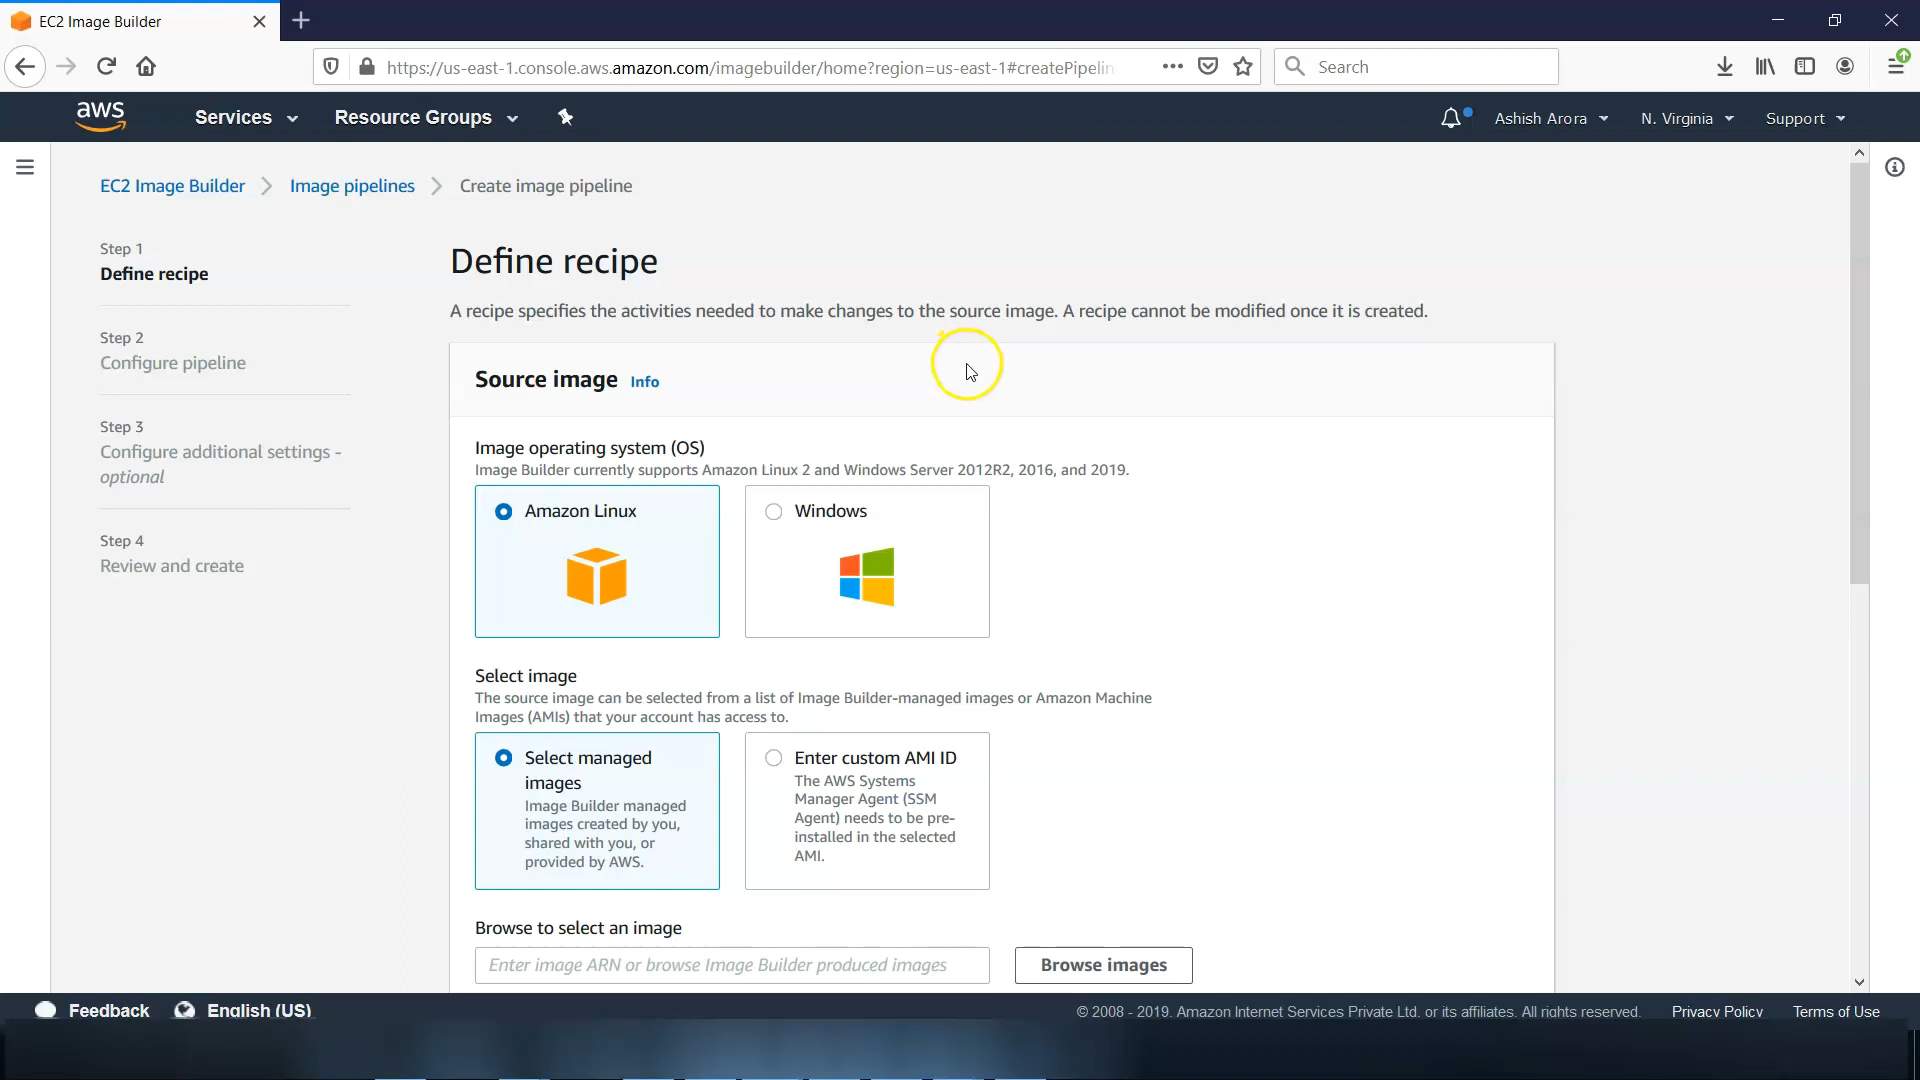 EC2 Image Builder
https://us-east-1.console.aws.amazon.com/imagebuilder/home?region=us-east-1#createPipelin
Search
aws
Services
Resource Groups
Ashish Arora
N. Virginia
Support
EC2 Image Builder
Image pipelines
Create image pipeline
Step 1
Define recipe
Step 2
Configure pipeline
Step 3
Configure additional settings -
optional
Step 4
Review and create
Define recipe
A recipe specifies the activities needed to make changes to the source image. A recipe cannot be modified once it is created.
Source image Info
Image operating system (OS)
Image Builder currently supports Amazon Linux 2 and Windows Server 2012R2, 2016, and 2019.
Amazon Linux
Windows
Select image
The source image can be selected from a list of Image Builder-managed images or Amazon Machine
Images (AMIs) that your account has access to.
Select managed
images
Image Builder managed
images created by you,
shared with you, or
provided by AWS.
Enter custom AMI ID
The AWS Systems
Manager Agent (SSM
Agent) needs to be pre-
installed in the selected
AMI.
Browse to select an image
Enter image ARN or browse Image Builder produced images
Browse images
Feedback
English (US)
© 2008 - 2019, Amazon Internet Services Private Ltd. or its affiliates. All rights reserved.
Privacy Policy
Terms of Use